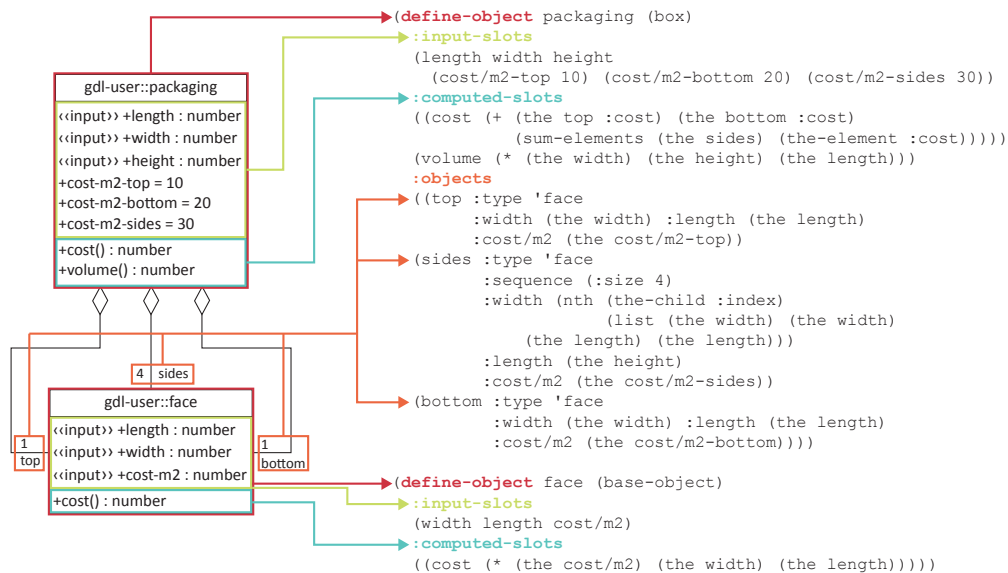 gdl-user::packaging
‹‹input›› +length : number
‹‹input›› +width : number
‹‹input›› +height : number
+cost-m2-top = 10
+cost-m2-bottom = 20
+cost-m2-sides = 30
+cost() : number
+volume() : number
4 sides
gdl-user::face
‹‹input›› +length : number
‹‹input›› +width : number
‹‹input›› +cost-m2 : number
+cost() : number
1
top
1
bottom
(define-object packaging (box)
:input-slots
(length width height
(cost/m2-top 10) (cost/m2-bottom 20) (cost/m2-sides 30))
:computed-slots
((cost (+ (the top :cost) (the bottom :cost)
(sum-elements (the sides) (the-element :cost)))))
(volume (* (the width) (the height) (the length)))
:objects
((top :type 'face
:width (the width) :length (the length)
:cost/m2 (the cost/m2-top))
(sides :type 'face
:sequence (:size 4)
:width (nth (the-child :index)
(list (the width) (the width)
(the length) (the length)))
:length (the height)
:cost/m2 (the cost/m2-sides))
(bottom :type 'face
:width (the width) :length (the length)
:cost/m2 (the cost/m2-bottom))))
(define-object face (base-object)
:input-slots
(width length cost/m2)
:computed-slots
((cost (* (the cost/m2) (the width) (the length)))))